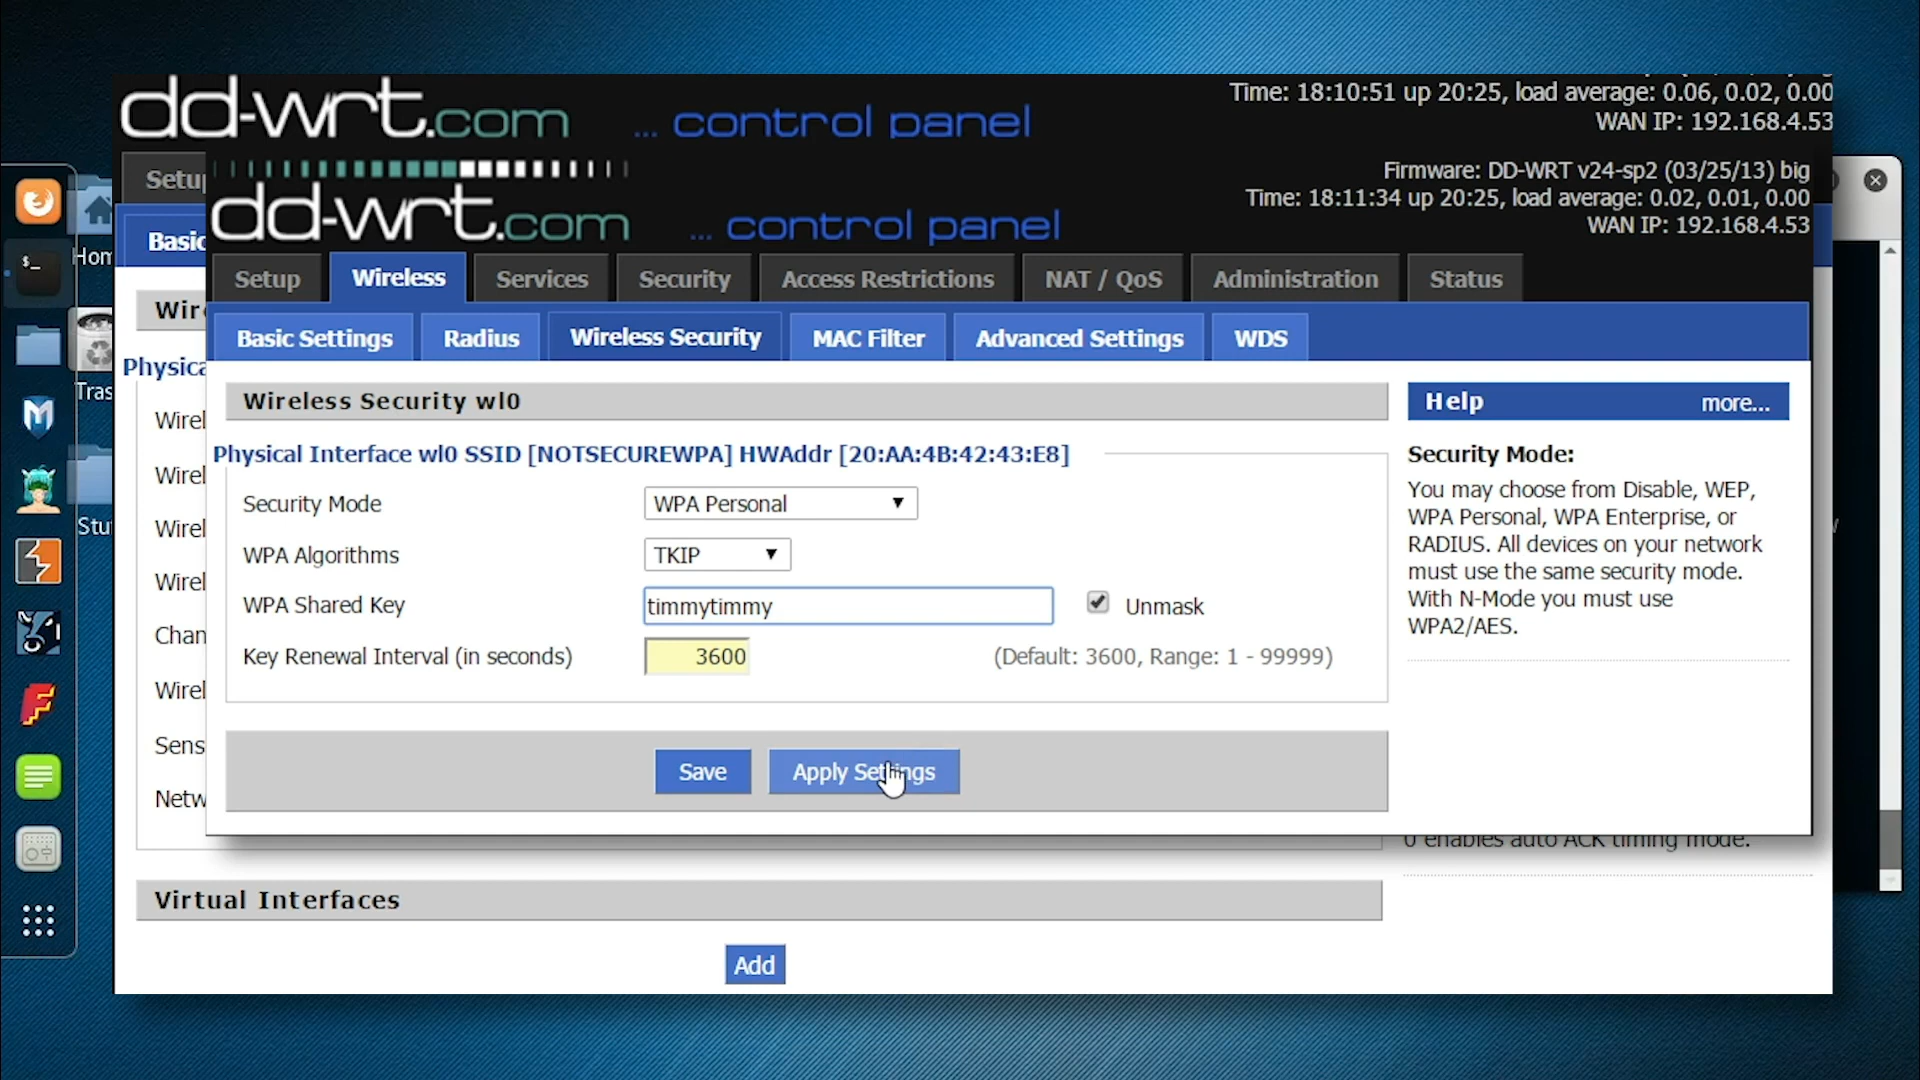 dd-wrt.com ... control panel
Time: 18:10:51 up 20:25, load average: 0.06, 0.02, 0.00
WAN IP: 192.168.4.53
Setup
Basic
Firmware: DD-WRT v24-sp2 (03/25/13) big
Time: 18:11:34 up 20:25, load average: 0.02, 0.01, 0.00
WAN IP: 192.168.4.53
dd-wrt.com ... control panel
Setup Wireless Services Security Access Restrictions NAT / QoS Administration Status
Basic Settings Radius Wireless Security MAC Filter Advanced Settings WDS
Wireless Security wl0
Physical Interface wl0 SSID [NOTSECUREWPA] HWAddr [20:AA:4B:42:43:E8]
Security Mode WPA Personal
WPA Algorithms TKIP
WPA Shared Key timmytimmy Unmask
Key Renewal Interval (in seconds) 3600 (Default: 3600, Range: 1 - 99999)
Save Apply Settings
Help more...
Security Mode:
You may choose from Disable, WEP,
WPA Personal, WPA Enterprise, or
RADIUS. All devices on your network
must use the same security mode.
With N-Mode you must use
WPA2/AES.
Hom
Tras
Stu
Wir
Physica
Wirel
Wirel
Wirel
Wirel
Chan
Wirel
Sens
Netw
0 enables auto ACK timing mode.
Virtual Interfaces
Add